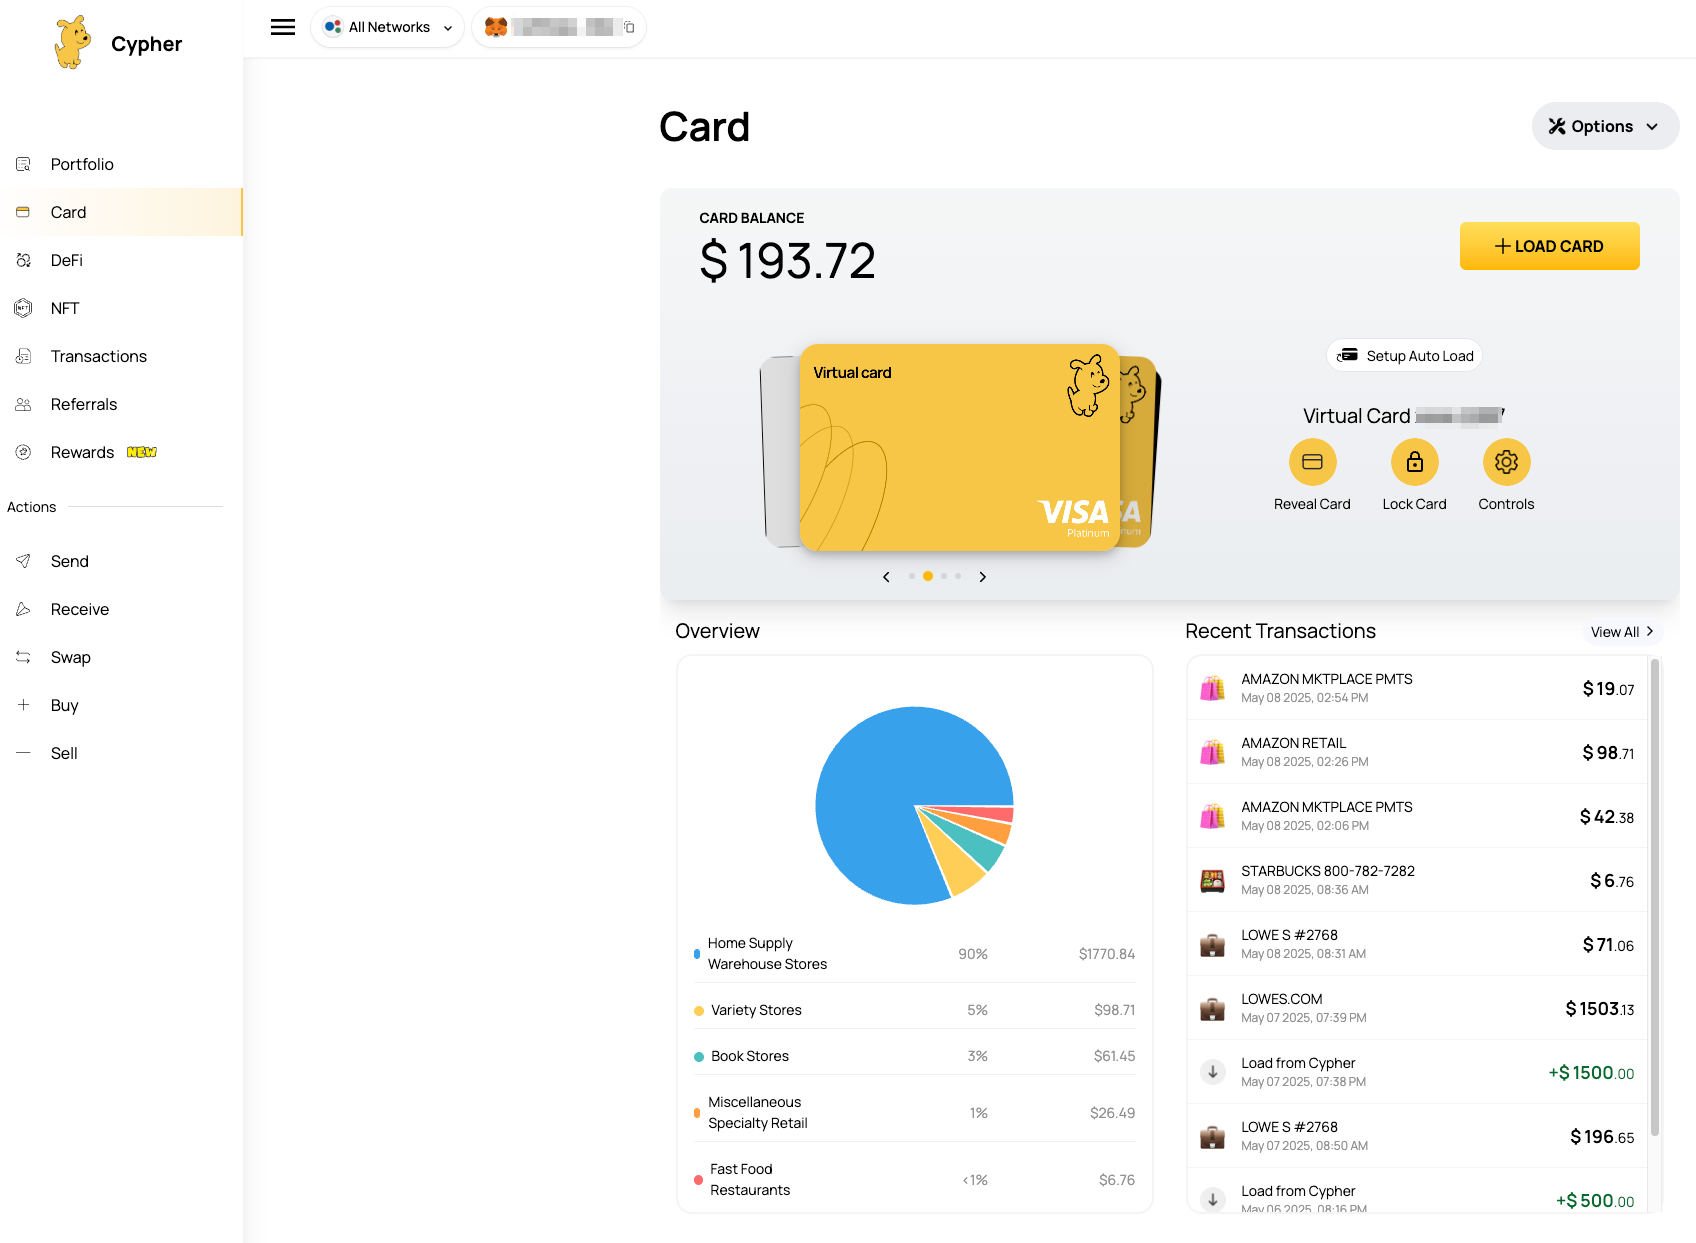 Cypher
All Networks
Portfolio
Card
DeFi
NFT
Transactions
Referrals
Rewards NEW
Actions
Send
Receive
Swap
Buy
Sell
Card
Options
CARD BALANCE
$ 193.72
+ LOAD CARD
Virtual card
VISA
Platinum
Setup Auto Load
Virtual Card
Reveal Card
Lock Card
Controls
Overview
Home Supply
Warehouse Stores 90% $1770.84
Variety Stores 5% $98.71
Book Stores 3% $61.45
Miscellaneous
Specialty Retail 1% $26.49
Fast Food
Restaurants <1% $6.76
Recent Transactions
View All
AMAZON MKTPLACE PMTS
May 08 2025, 02:54 PM
$ 19.07
AMAZON RETAIL
May 08 2025, 02:26 PM
$ 98.71
AMAZON MKTPLACE PMTS
May 08 2025, 02:06 PM
$ 42.38
STARBUCKS 800-782-7282
May 08 2025, 08:36 AM
$ 6.76
LOWE S #2768
May 08 2025, 08:31 AM
$ 71.06
LOWES.COM
May 07 2025, 07:39 PM
$ 1503.13
Load from Cypher
May 07 2025, 07:38 PM
+$ 1500.00
LOWE S #2768
May 07 2025, 08:50 AM
$ 196.65
Load from Cypher
May 06 2025, 08:16 PM
+$ 500.00